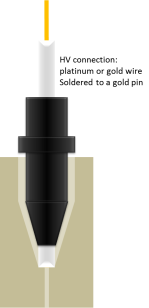 HV connection:
platinum or gold wire
Soldered to a gold pin